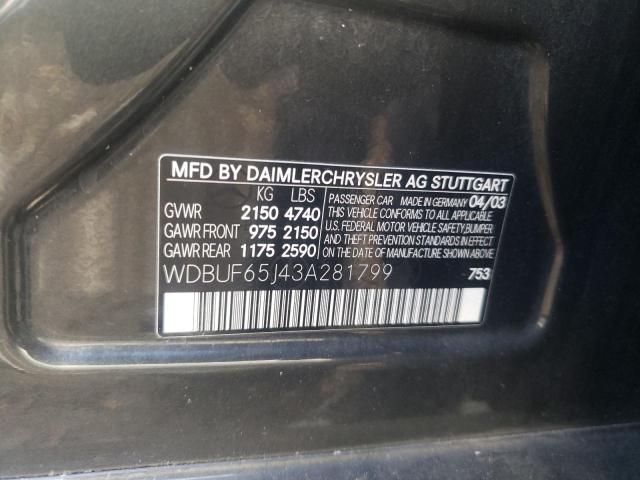 MFD BY DAIMLERCHRYSLER AG STUTTGART
KG LBS
GVWR 2150 4740
GAWR FRONT 975 2150
GAWR REAR 1175 2590
PASSENGER CAR MADE IN GERMANY 04/03
THIS VEHICLE CONFORMS TO ALL APPLICABLE
U.S. FEDERAL MOTOR VEHICLE SAFETY, BUMPER,
AND THEFT PREVENTION STANDARDS IN EFFECT
ON THE DATE OF MANUFACTURE SHOWN ABOVE.
WDBUF65J43A281799 753